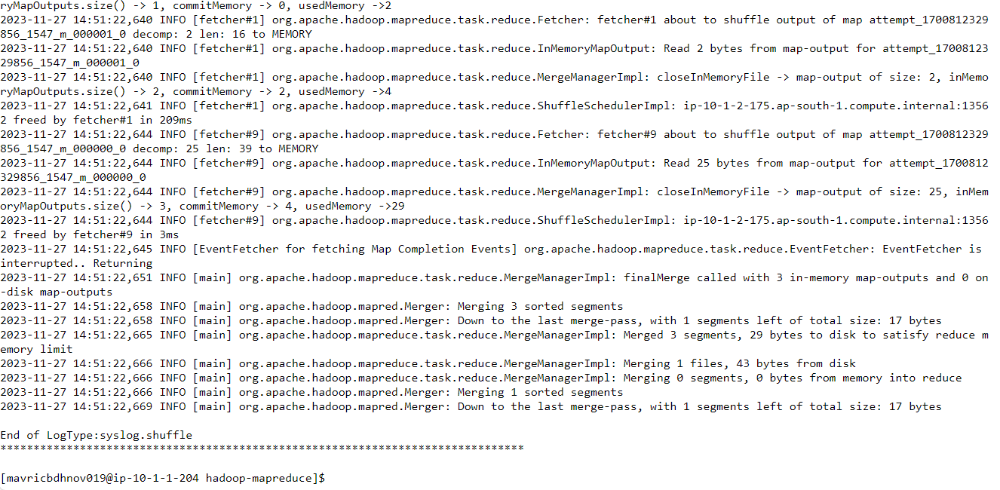 ryMapOutputs.size() -> 1, commitMemory -> 0, usedMemory ->2
2023-11-27 14:51:22,640 INFO [fetcher#1] org.apache.hadoop.mapreduce.task.reduce.Fetcher: fetcher#1 about to shuffle output of map attempt_1700812329
856_1547_m_000001_0 decomp: 2 len: 16 to MEMORY
2023-11-27 14:51:22,640 INFO [fetcher#1] org.apache.hadoop.mapreduce.task.reduce.InMemoryMapOutput: Read 2 bytes from map-output for attempt_17008123
29856_1547_m_000001_0
2023-11-27 14:51:22,640 INFO [fetcher#1] org.apache.hadoop.mapreduce.task.reduce.MergeManagerImpl: closeInMemoryFile -> map-output of size: 2, inMemo
ryMapOutputs.size() -> 2, commitMemory -> 2, usedMemory ->4
2023-11-27 14:51:22,641 INFO [fetcher#1] org.apache.hadoop.mapreduce.task.reduce.ShuffleSchedulerImpl: ip-10-1-2-175.ap-south-1.compute.internal:1356
2 freed by fetcher#1 in 209ms
2023-11-27 14:51:22,644 INFO [fetcher#9] org.apache.hadoop.mapreduce.task.reduce.Fetcher: fetcher#9 about to shuffle output of map attempt_1700812329
856_1547_m_000000_0 decomp: 25 len: 39 to MEMORY
2023-11-27 14:51:22,644 INFO [fetcher#9] org.apache.hadoop.mapreduce.task.reduce.InMemoryMapOutput: Read 25 bytes from map-output for attempt_1700812
329856_1547_m_000000_0
2023-11-27 14:51:22,644 INFO [fetcher#9] org.apache.hadoop.mapreduce.task.reduce.MergeManagerImpl: closeInMemoryFile -> map-output of size: 25, inMem
oryMapOutputs.size() -> 3, commitMemory -> 4, usedMemory ->29
2023-11-27 14:51:22,644 INFO [fetcher#9] org.apache.hadoop.mapreduce.task.reduce.ShuffleSchedulerImpl: ip-10-1-2-175.ap-south-1.compute.internal:1356
2 freed by fetcher#9 in 3ms
2023-11-27 14:51:22,645 INFO [EventFetcher for fetching Map Completion Events] org.apache.hadoop.mapreduce.task.reduce.EventFetcher: EventFetcher is
interrupted.. Returning
2023-11-27 14:51:22,651 INFO [main] org.apache.hadoop.mapreduce.task.reduce.MergeManagerImpl: finalMerge called with 3 in-memory map-outputs and 0 on
-disk map-outputs
2023-11-27 14:51:22,658 INFO [main] org.apache.hadoop.mapred.Merger: Merging 3 sorted segments
2023-11-27 14:51:22,658 INFO [main] org.apache.hadoop.mapred.Merger: Down to the last merge-pass, with 1 segments left of total size: 17 bytes
2023-11-27 14:51:22,665 INFO [main] org.apache.hadoop.mapreduce.task.reduce.MergeManagerImpl: Merged 3 segments, 29 bytes to disk to satisfy reduce m
emory limit
2023-11-27 14:51:22,666 INFO [main] org.apache.hadoop.mapreduce.task.reduce.MergeManagerImpl: Merging 1 files, 43 bytes from disk
2023-11-27 14:51:22,666 INFO [main] org.apache.hadoop.mapreduce.task.reduce.MergeManagerImpl: Merging 0 segments, 0 bytes from memory into reduce
2023-11-27 14:51:22,666 INFO [main] org.apache.hadoop.mapred.Merger: Merging 1 sorted segments
2023-11-27 14:51:22,669 INFO [main] org.apache.hadoop.mapred.Merger: Down to the last merge-pass, with 1 segments left of total size: 17 bytes
End of LogType:syslog.shuffle
*******************************************************************************
[mavricbdhnov019@ip-10-1-1-204 hadoop-mapreduce]$